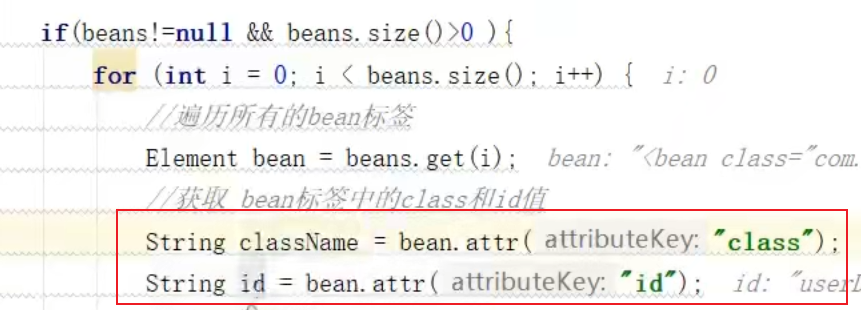 if(beans!=null && beans.size()>0 ){
for (int i = 0; i < beans.size(); i++) { i: 0
//遍历所有的bean标签
Element bean = beans.get(i); bean: "<bean class="com.
//获取 bean标签中的class和id值
String className = bean.attr( attributeKey: "class");
String id = bean.attr( attributeKey: "id"); id: "userD